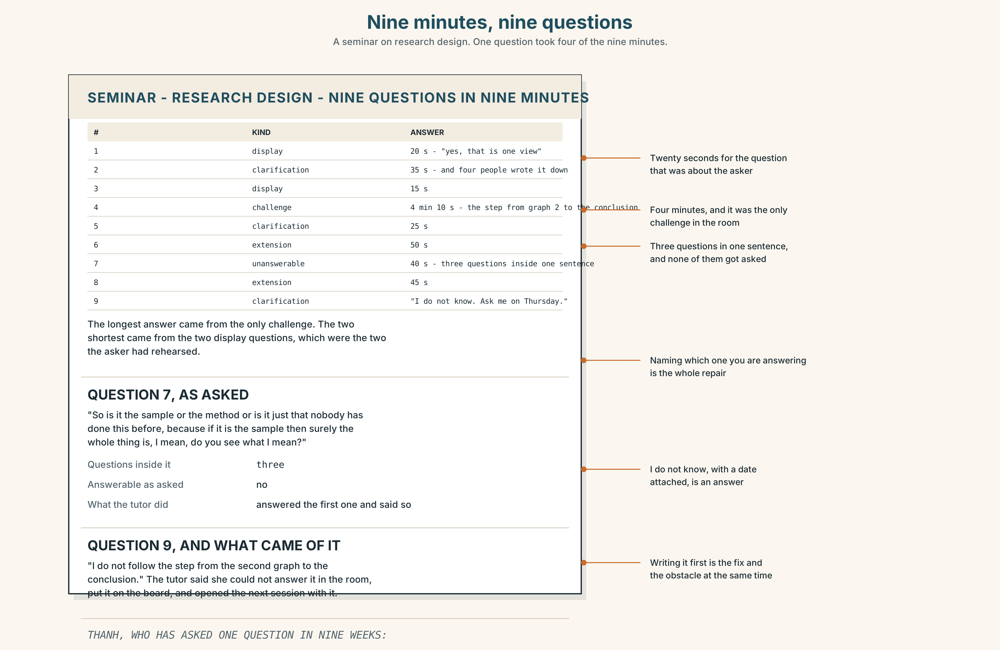 Nine minutes, nine questions
A seminar on research design. One question took four of the nine minutes.
SEMINAR - RESEARCH DESIGN - NINE QUESTIONS IN NINE MINUTES
# KIND ANSWER
1 display 20 s - "yes, that is one view"
2 clarification 35 s - and four people wrote it down
3 display 15 s
4 challenge 4 min 10 s - the step from graph 2 to the conclusion
5 clarification 25 s
6 extension 50 s
7 unanswerable 40 s - three questions inside one sentence
8 extension 45 s
9 clarification "I do not know. Ask me on Thursday."
The longest answer came from the only challenge. The two
shortest came from the two display questions, which were the two
the asker had rehearsed.
QUESTION 7, AS ASKED
"So is it the sample or the method or is it just that nobody has
done this before, because if it is the sample then surely the
whole thing is, I mean, do you see what I mean?"
Questions inside it three
Answerable as asked no
What the tutor did answered the first one and said so
QUESTION 9, AND WHAT CAME OF IT
"I do not follow the step from the second graph to the
conclusion." The tutor said she could not answer it in the room,
put it on the board, and opened the next session with it.
THANH, WHO HAS ASKED ONE QUESTION IN NINE WEEKS:
Twenty seconds for the question
that was about the asker
Four minutes, and it was the only
challenge in the room
Three questions in one sentence,
and none of them got asked
Naming which one you are answering
is the whole repair
I do not know, with a date
attached, is an answer
Writing it first is the fix and
the obstacle at the same time